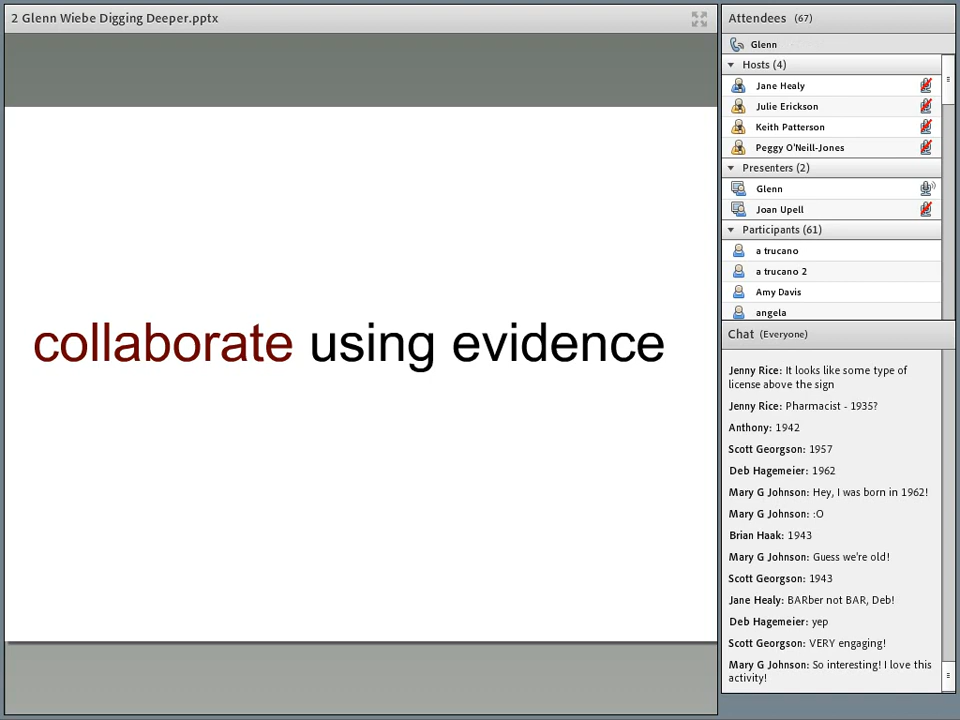 2 Glenn Wiebe Digging Deeper.pptx
collaborate using evidence
Attendees (67)
Glenn
Hosts (4)
Jane Healy
Julie Erickson
Keith Patterson
Peggy O'Neill-Jones
Presenters (2)
Glenn
Joan Upell
Participants (61)
a trucano
a trucano 2
Amy Davis
angela
Chat (Everyone)
Jenny Rice: It looks like some type of
license above the sign
Jenny Rice: Pharmacist - 1935?
Anthony: 1942
Scott Georgson: 1957
Deb Hagemeier: 1962
Mary G Johnson: Hey, I was born in 1962!
Mary G Johnson: :O
Brian Haak: 1943
Mary G Johnson: Guess we're old!
Scott Georgson: 1943
Jane Healy: BARber not BAR, Deb!
Deb Hagemeier: yep
Scott Georgson: VERY engaging!
Mary G Johnson: So interesting! I love this
activity!